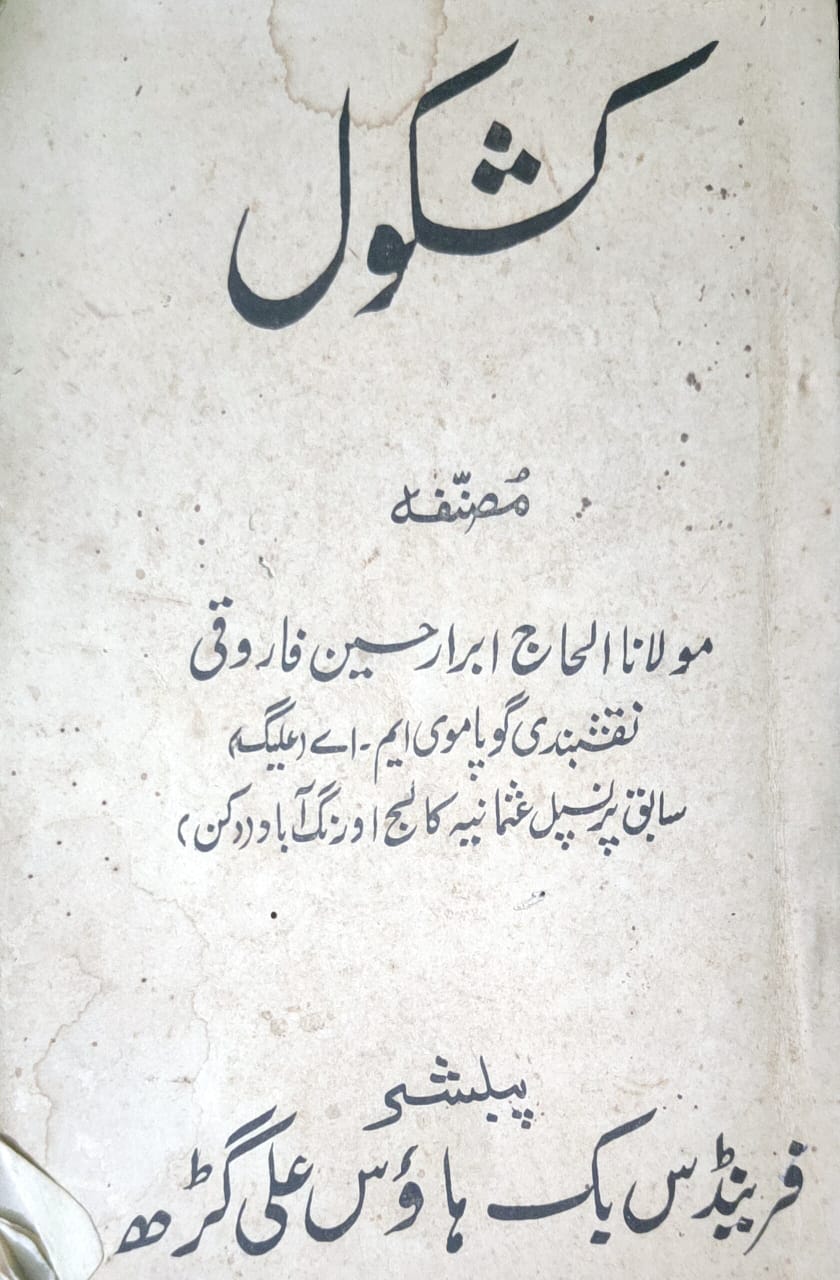 کشکول
مُصنّفہ
مولانا الحاج ابرار حسین فاروقی
نقشبندی گوپاموی ایم۔اے (علیگ)
سابق پرنسپل عثمانیہ کالج اورنگ آباد (دکن)
پبلشر
فرینڈس بک ہاؤس علی گڑھ